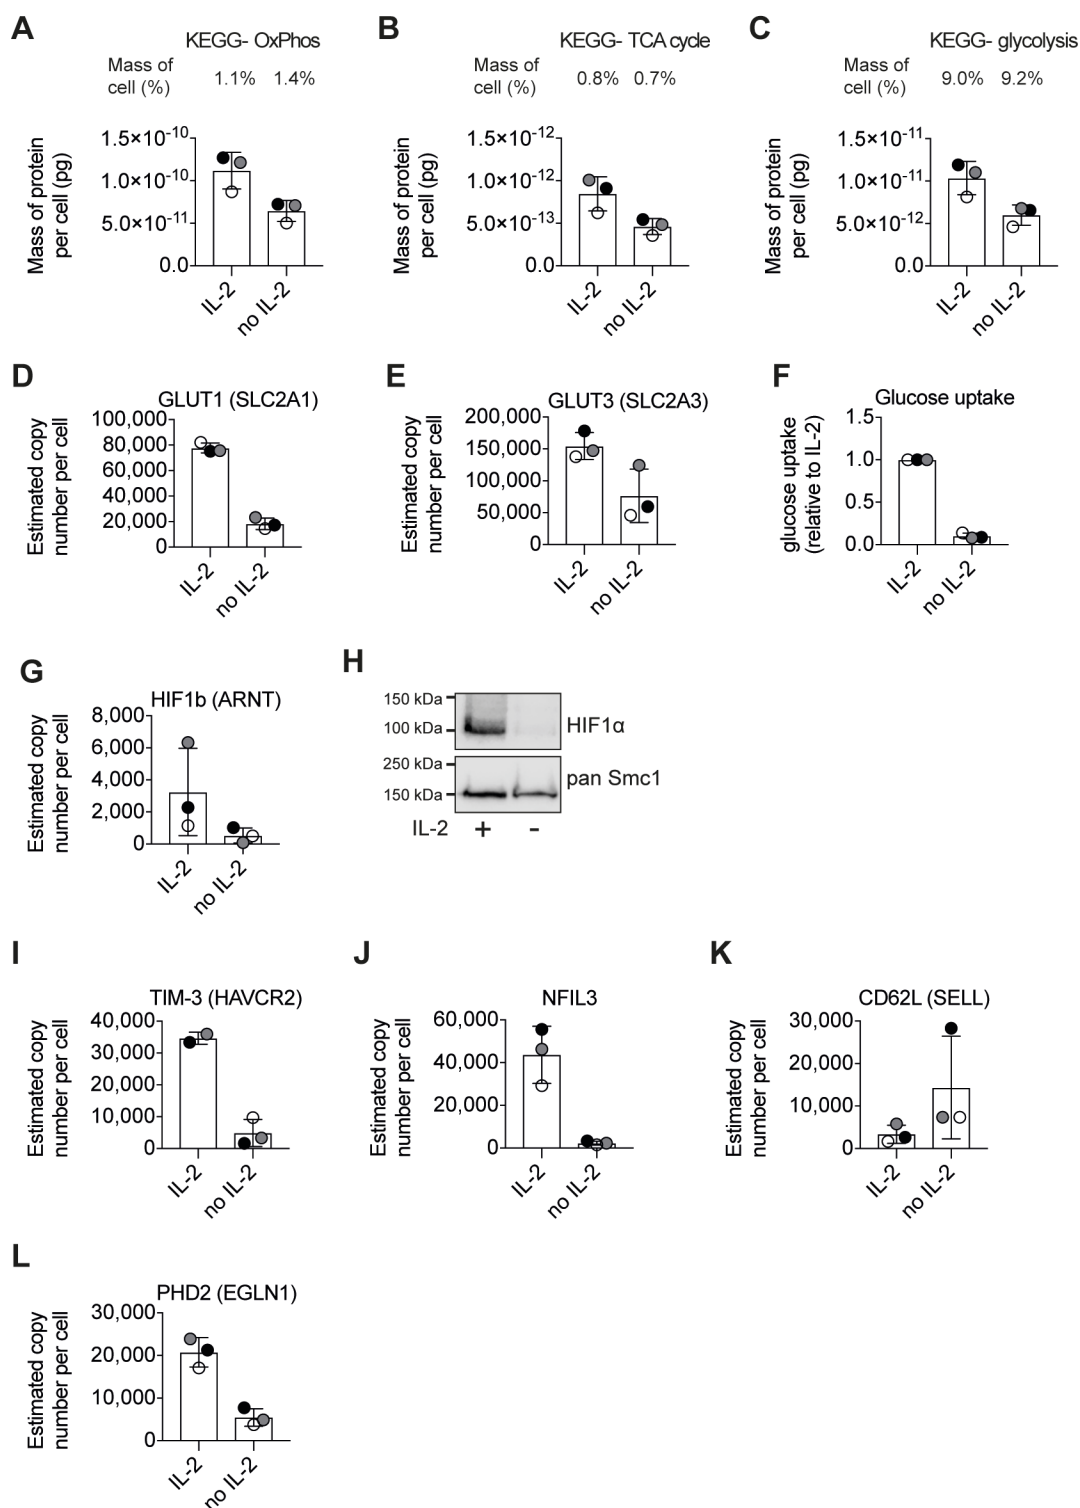 A
KEGG- OxPhos
Mass of
cell (%)
1.1% 1.4%
Mass of protein
per cell (pg)
1.5×10-10
1.0×10-10
5.0×10-11
0.0
IL-2
no IL-2
B
KEGG- TCA cycle
Mass of
cell (%)
0.8% 0.7%
Mass of protein
per cell (pg)
1.5×10-12
1.0×10-12
5.0×10-13
0.0
IL-2
no IL-2
C
KEGG- glycolysis
Mass of
cell (%)
9.0% 9.2%
Mass of protein
per cell (pg)
1.5×10-11
1.0×10-11
5.0×10-12
0.0
IL-2
no IL-2
D
GLUT1 (SLC2A1)
Estimated copy
number per cell
100,000
80,000
60,000
40,000
20,000
0
IL-2
no IL-2
E
GLUT3 (SLC2A3)
Estimated copy
number per cell
200,000
150,000
100,000
50,000
0
IL-2
no IL-2
F
Glucose uptake
glucose uptake
(relative to IL-2)
1.5
1.0
0.5
0.0
IL-2
no IL-2
G
HIF1b (ARNT)
Estimated copy
number per cell
8,000
6,000
4,000
2,000
0
IL-2
no IL-2
H
150 kDa
100 kDa
HIF1α
250 kDa
150 kDa
pan Smc1
IL-2 + -
I
TIM-3 (HAVCR2)
Estimated copy
number per cell
40,000
30,000
20,000
10,000
0
IL-2
no IL-2
J
NFIL3
Estimated copy
number per cell
60,000
40,000
20,000
0
IL-2
no IL-2
K
CD62L (SELL)
Estimated copy
number per cell
30,000
20,000
10,000
0
IL-2
no IL-2
L
PHD2 (EGLN1)
Estimated copy
number per cell
30,000
20,000
10,000
0
IL-2
no IL-2